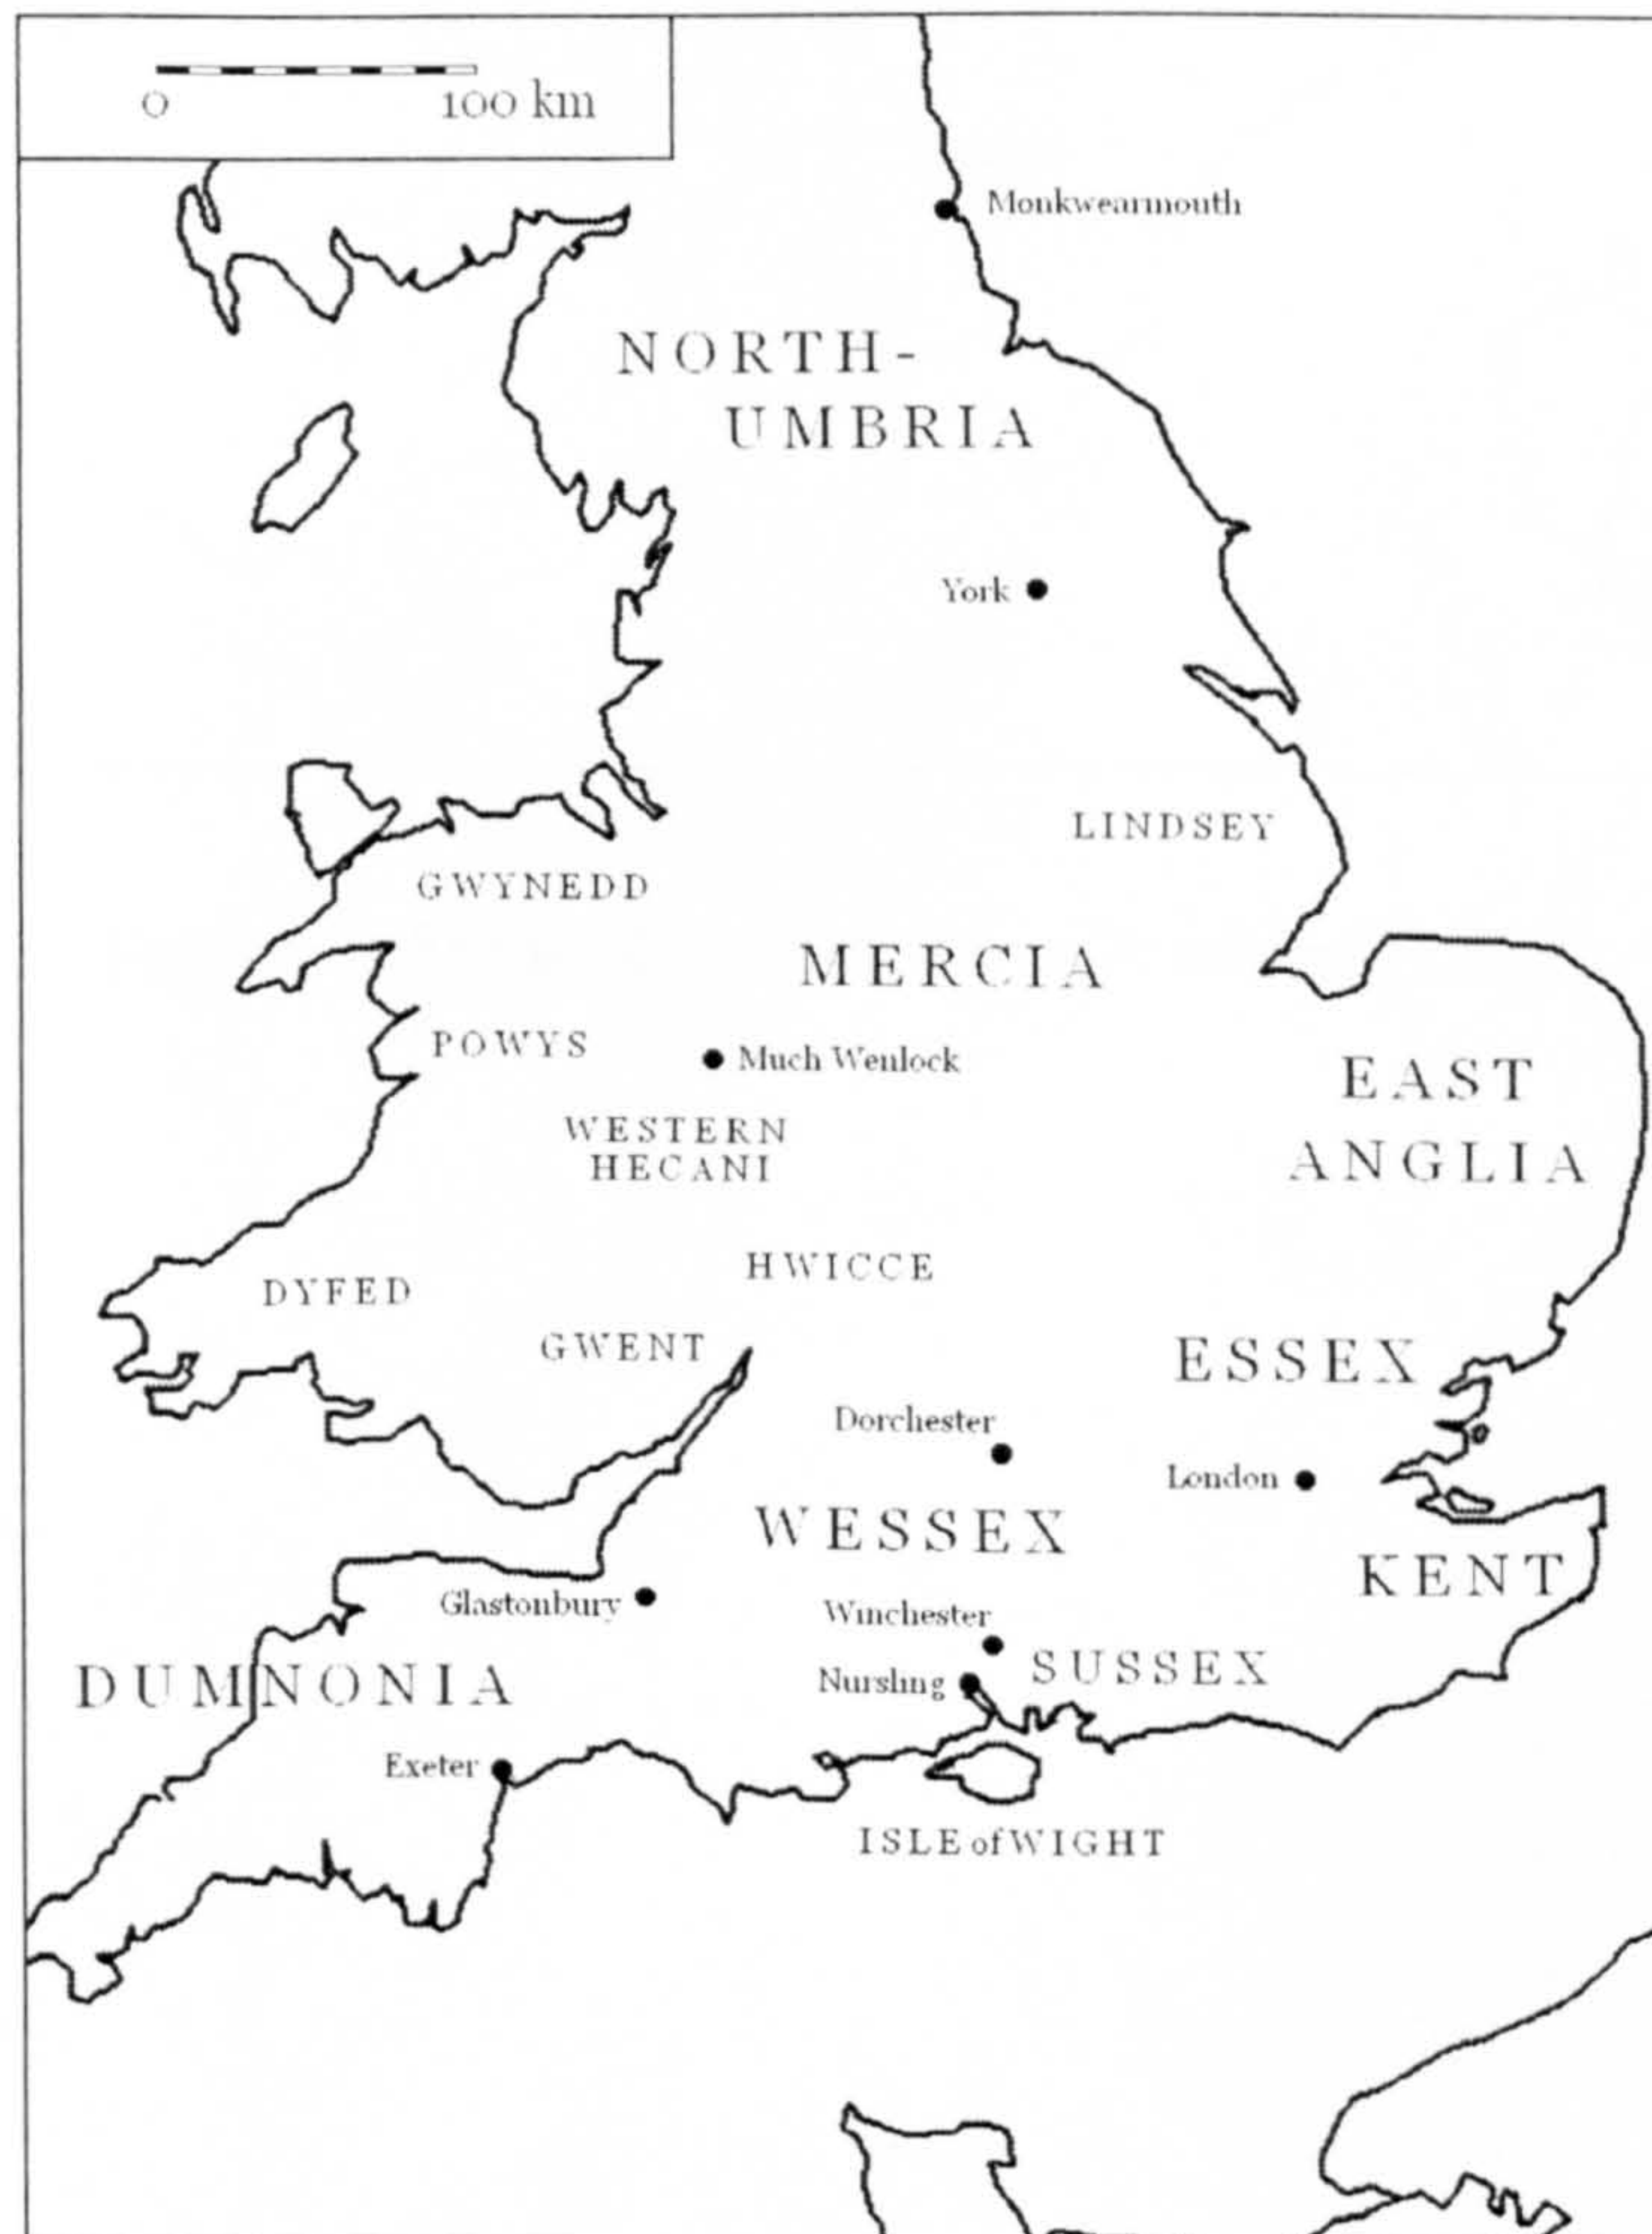 0 100 km
Monkwearmouth
NORTH-
UMBRIA
York
LINDSEY
GWYNEDD
MERCIA
POWYS
Much Wenlock
EAST
ANGLIA
WESTERN
HECANI
HWICCE
DYFED
GWENT
ESSEX
Dorchester
London
WESSEX
KENT
Glastonbury
Winchester
SUSSEX
Nursling
DUMNONIA
Exeter
ISLE of WIGHT